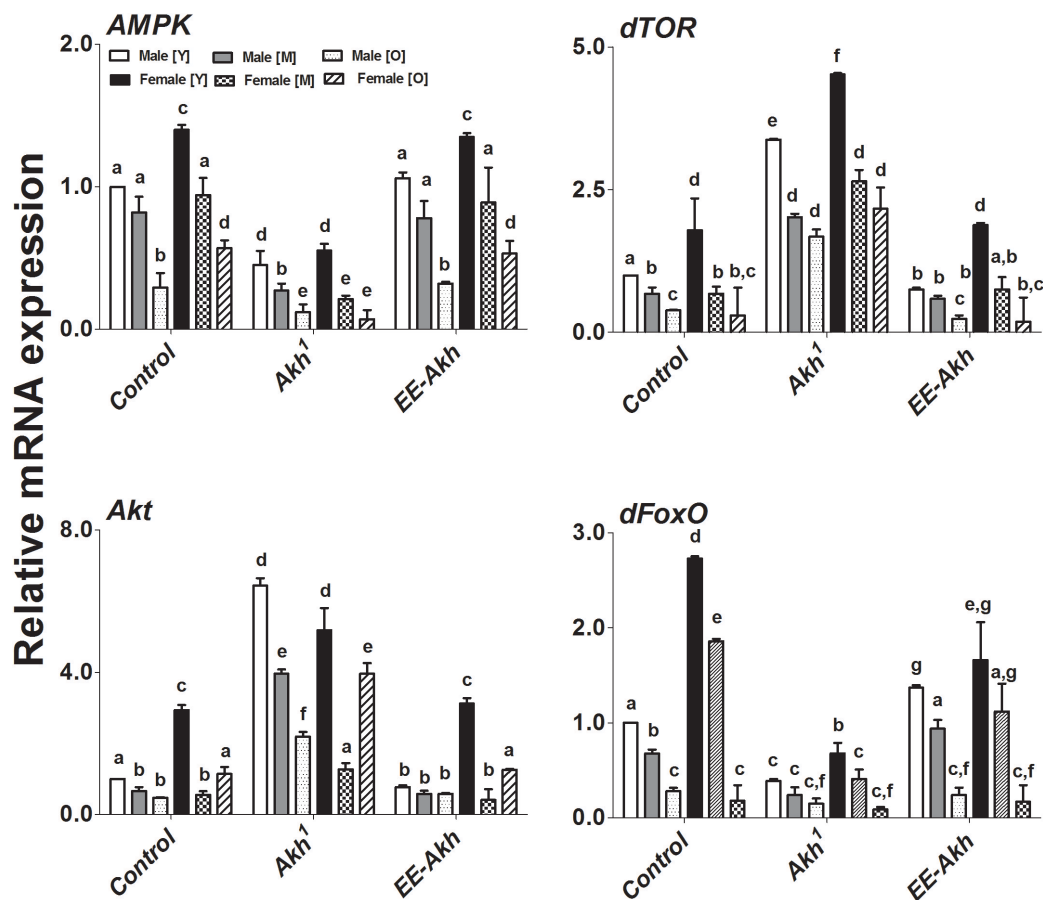 Relative mRNA expression
AMPK
2.0
1.0
0.0
Male [Y] Male [M] Male [O]
Female [Y] Female [M] Female [O]
a a b c a d
d b e c e e
a a b c a d
Control Akh¹ EE-Akh
dTOR
5.0
2.5
0.0
a b c d b b,c
e d d f d d
b b b c d a,b b,c
Control Akh¹ EE-Akh
Akt
8.0
4.0
0.0
a b b c b a
d e f d a e
b b b c b a
Control Akh¹ EE-Akh
dFoxO
3.0
2.0
1.0
0.0
a b c d e c
c c c,f b c c,f
g a c,f e,g a,g c,f
Control Akh¹ EE-Akh